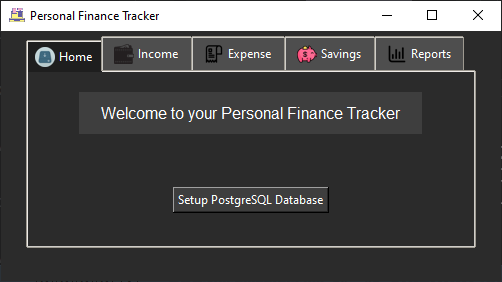 Personal Finance Tracker
Home Income Expense Savings Reports
Welcome to your Personal Finance Tracker
Setup PostgreSQL Database